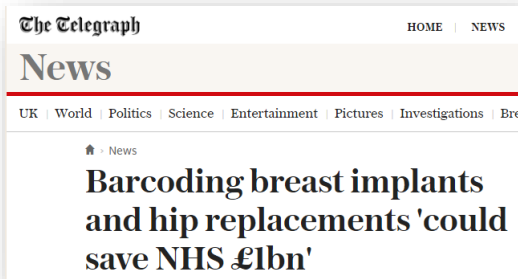 The Telegraph
HOME | NEWS
News
UK | World | Politics | Science | Entertainment | Pictures | Investigations |
News
Barcoding breast implants
and hip replacements 'could
save NHS £1bn'